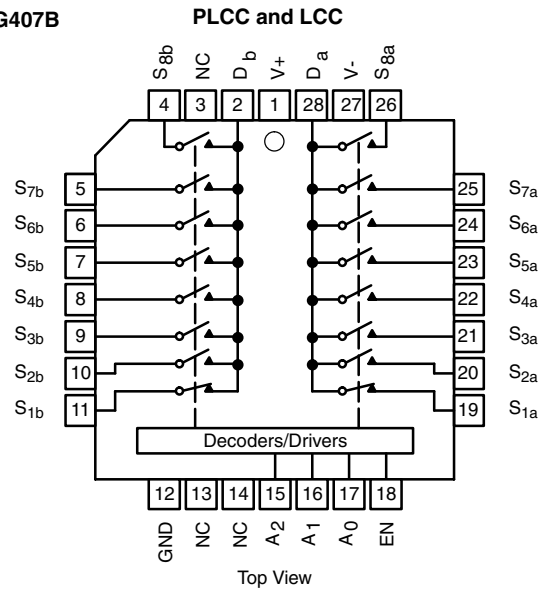 G407B
PLCC and LCC
S8b NC Db V+ Da V- S8a
4 3 2 1 28 27 26
S7b 5 25 S7a
S6b 6 24 S6a
S5b 7 23 S5a
S4b 8 22 S4a
S3b 9 21 S3a
S2b 10 20 S2a
S1b 11 19 S1a
Decoders/Drivers
12 13 14 15 16 17 18
GND NC NC A2 A1 A0 EN
Top View